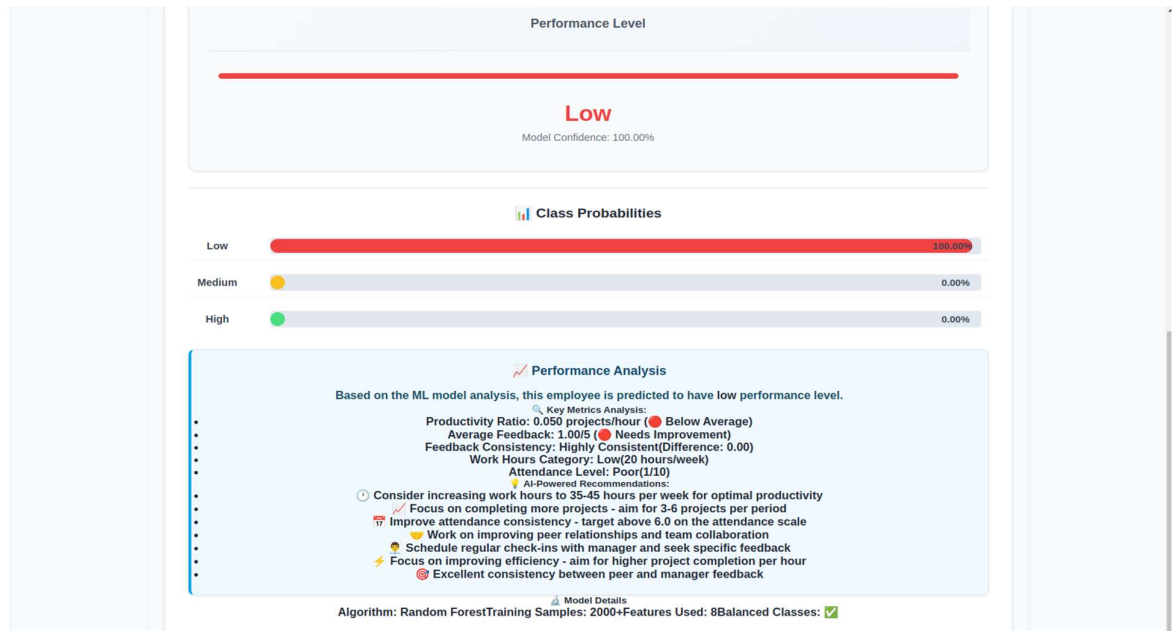 Performance Level
Low
Model Confidence: 100.00%
📊 Class Probabilities
Low 100.00%
Medium 0.00%
High 0.00%
📈 Performance Analysis
Based on the ML model analysis, this employee is predicted to have low performance level.
🔍 Key Metrics Analysis:
Productivity Ratio: 0.050 projects/hour (🔴 Below Average)
Average Feedback: 1.00/5 (🔴 Needs Improvement)
Feedback Consistency: Highly Consistent(Difference: 0.00)
Work Hours Category: Low(20 hours/week)
Attendance Level: Poor(1/10)
💡 AI-Powered Recommendations:
🕐 Consider increasing work hours to 35-45 hours per week for optimal productivity
📈 Focus on completing more projects - aim for 3-6 projects per period
📅 Improve attendance consistency - target above 6.0 on the attendance scale
🤝 Work on improving peer relationships and team collaboration
👨‍💼 Schedule regular check-ins with manager and seek specific feedback
⚡ Focus on improving efficiency - aim for higher project completion per hour
🎯 Excellent consistency between peer and manager feedback
🔬 Model Details
Algorithm: Random ForestTraining Samples: 2000+Features Used: 8Balanced Classes: ✅